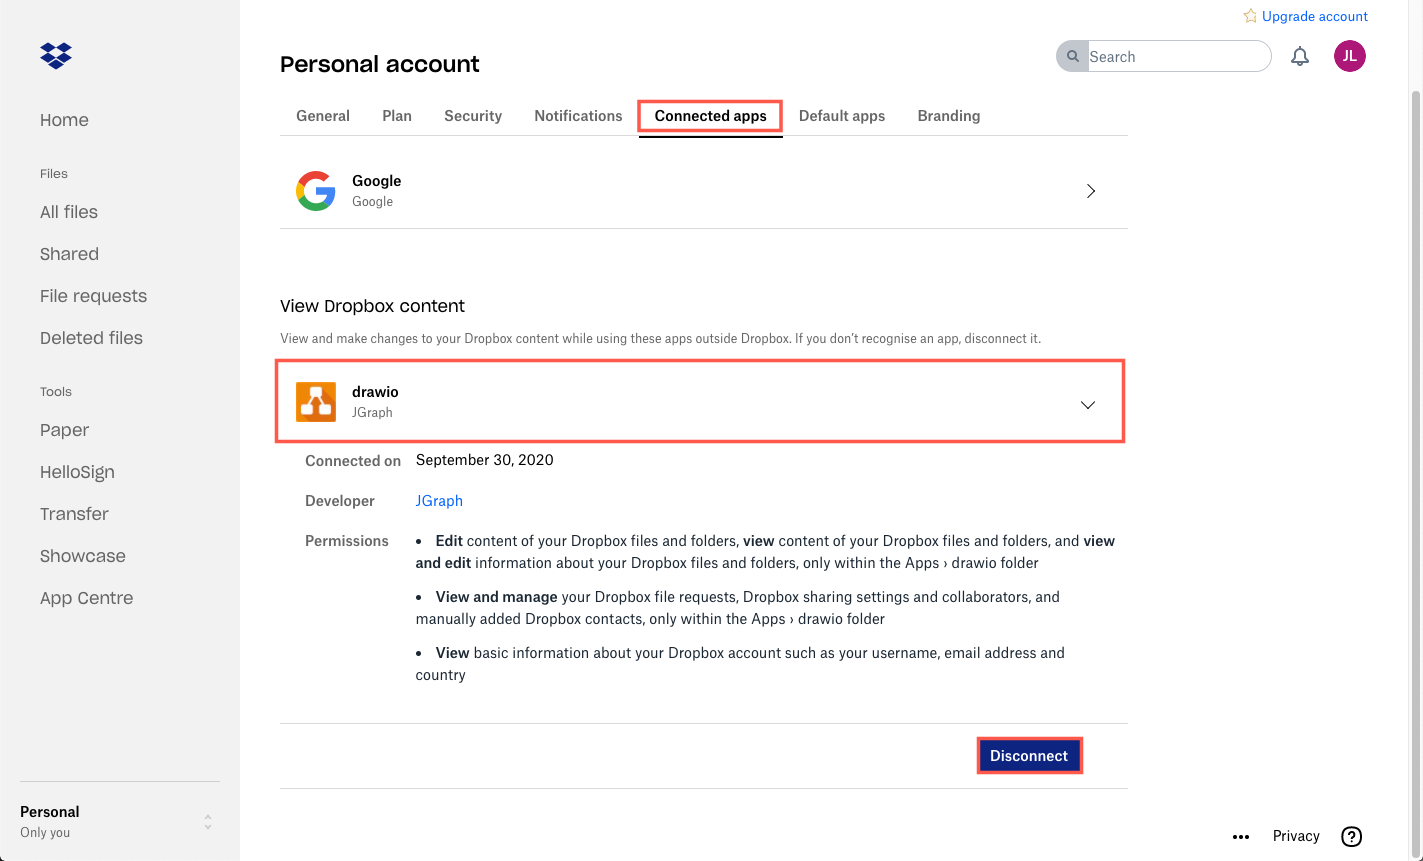 Upgrade account
Personal account
Search
JL
General Plan Security Notifications Connected apps Default apps Branding
Google
Google
View Dropbox content
View and make changes to your Dropbox content while using these apps outside Dropbox. If you don't recognise an app, disconnect it.
drawio
JGraph
Connected on September 30, 2020
Developer JGraph
Permissions • Edit content of your Dropbox files and folders, view content of your Dropbox files and folders, and view
and edit information about your Dropbox files and folders, only within the Apps › drawio folder
• View and manage your Dropbox file requests, Dropbox sharing settings and collaborators, and
manually added Dropbox contacts, only within the Apps › drawio folder
• View basic information about your Dropbox account such as your username, email address and
country
Disconnect
Home
Files
All files
Shared
File requests
Deleted files
Tools
Paper
HelloSign
Transfer
Showcase
App Centre
Personal
Only you
••• Privacy ?